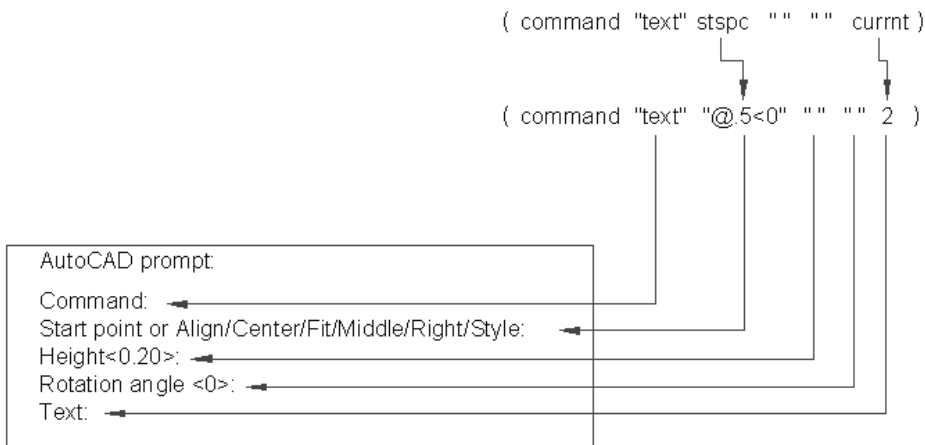 ( command "text" stspc "" "" currnt )
( command "text" "@.5<0" "" "" 2 )
AutoCAD prompt:
Command:
Start point or Align/Center/Fit/Middle/Right/Style:
Height<0.20>:
Rotation angle <0>:
Text: